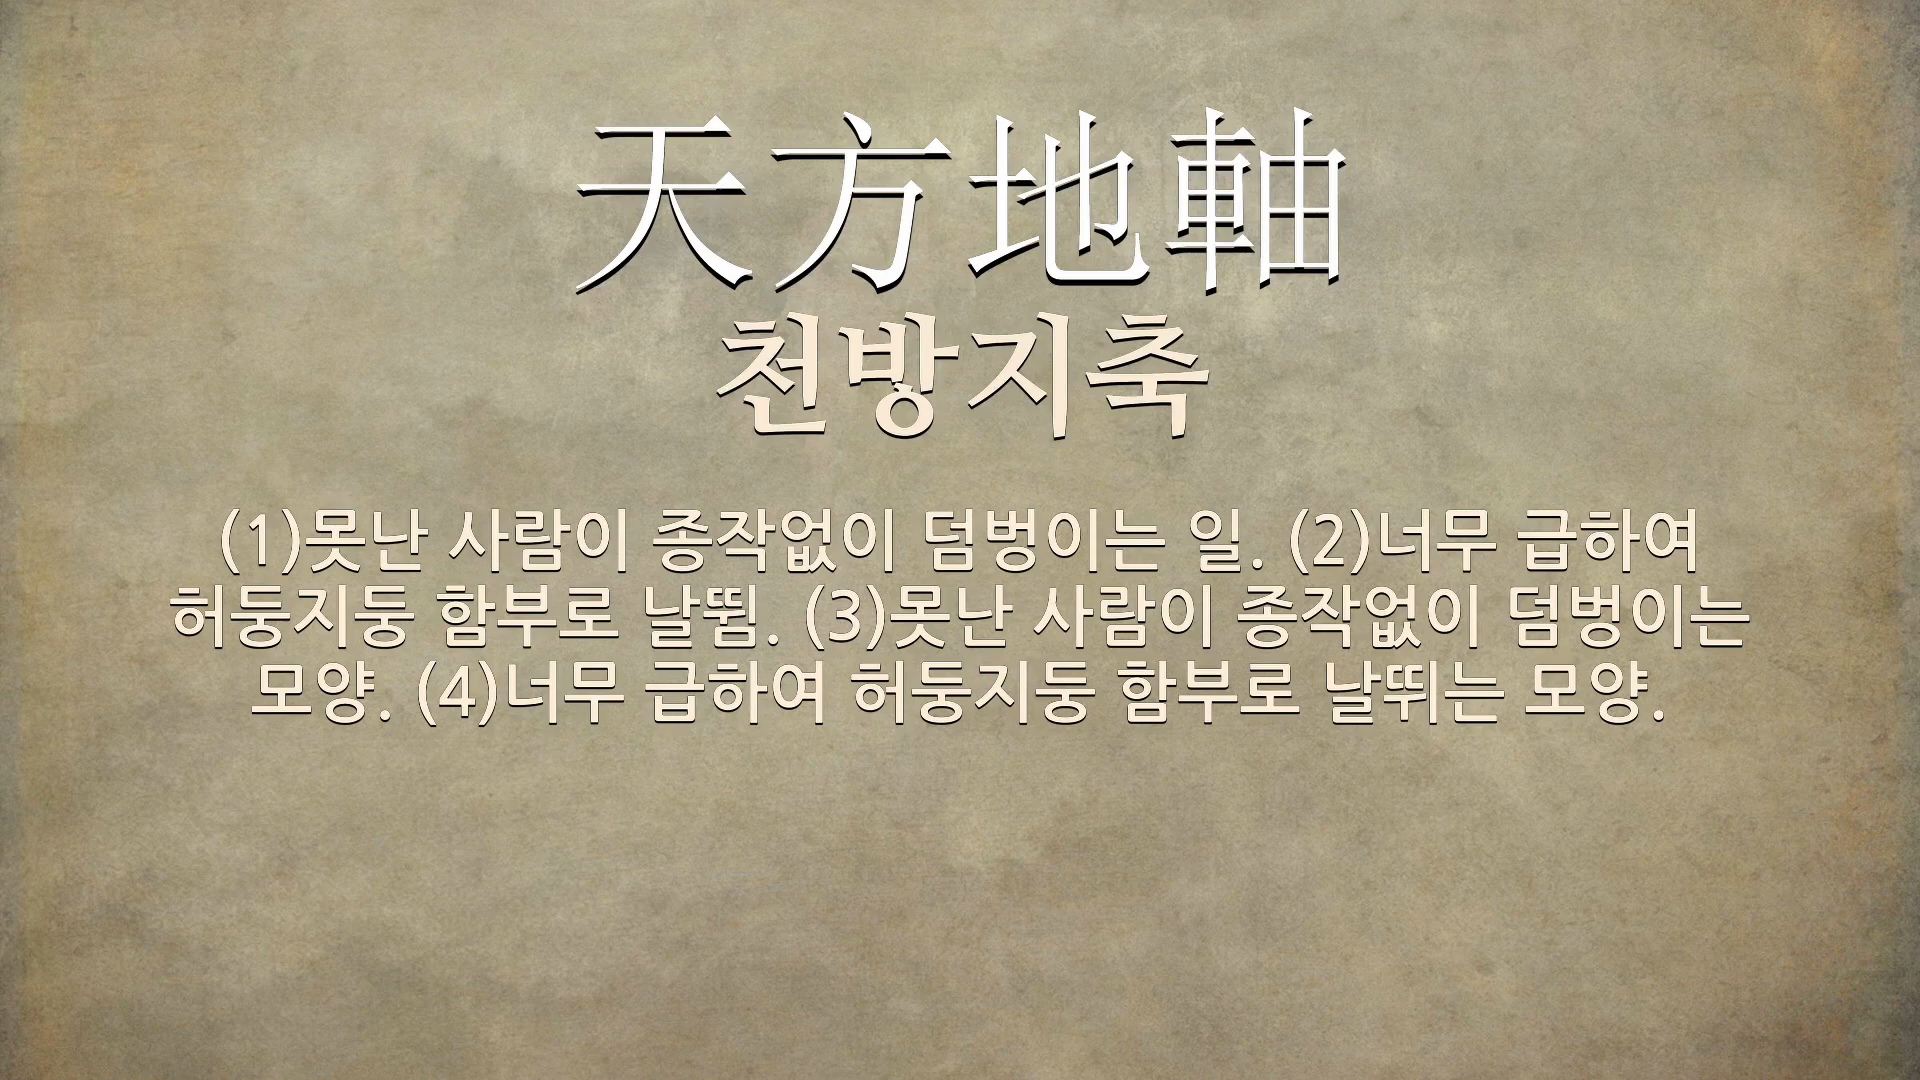 天方地軸
천방지축
(1)못난 사람이 종작없이 덤벙이는 일. (2)너무 급하여
허둥지둥 함부로 날뜀. (3)못난 사람이 종작없이 덤벙이는
모양. (4)너무 급하여 허둥지둥 함부로 날뛰는 모양.